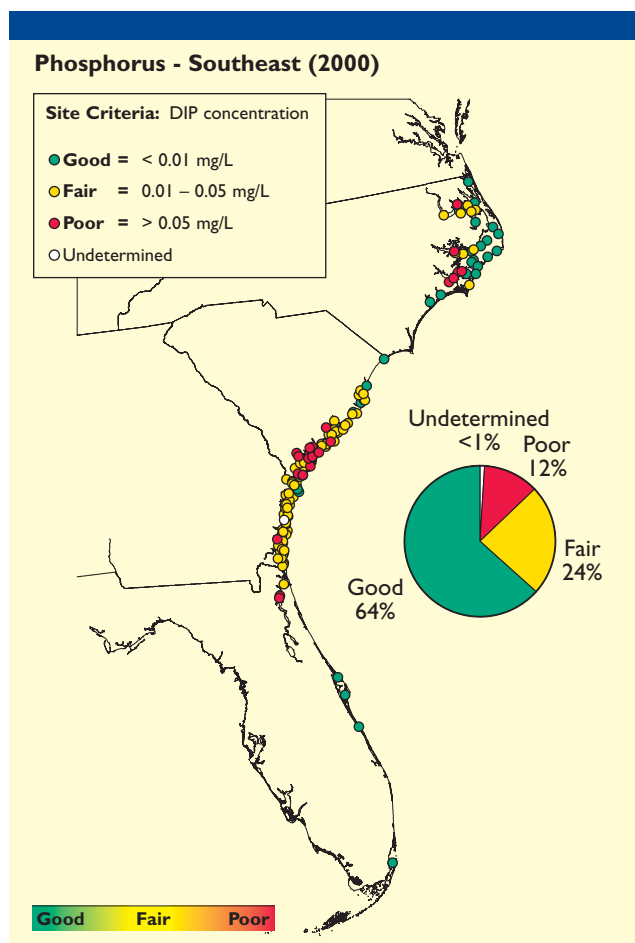 Phosphorus - Southeast (2000)
Site Criteria: DIP concentration
Good = < 0.01 mg/L
Fair = 0.01 – 0.05 mg/L
Poor = > 0.05 mg/L
Undetermined
Undetermined
<1%
Poor
12%
Fair
24%
Good
64%
Good Fair Poor